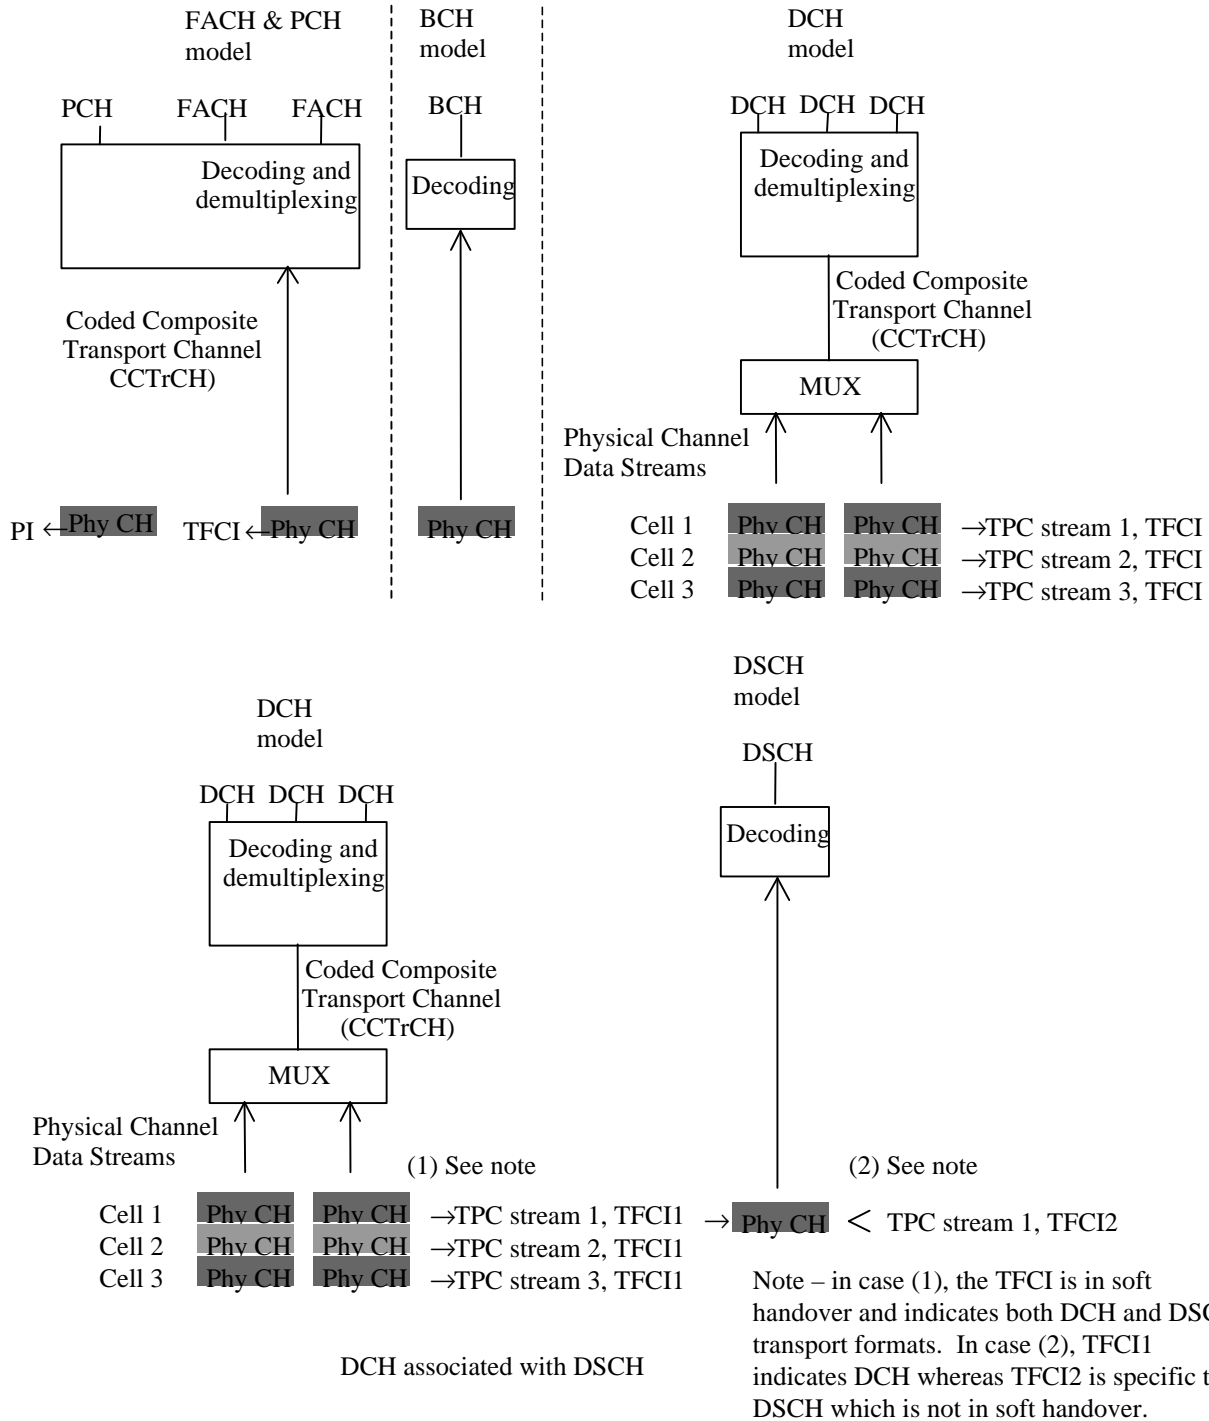 FACH & PCH
model
BCH
model
DCH
model
PCH FACH FACH
BCH
DCH DCH DCH
Decoding and
demultiplexing
Decoding
Decoding and
demultiplexing
Coded Composite
Transport Channel
CCTrCH)
Coded Composite
Transport Channel
(CCTrCH)
MUX
Physical Channel
Data Streams
PI ← Phy CH TFCI ← Phy CH Phy CH
Cell 1 Phy CH Phy CH →TPC stream 1, TFCI
Cell 2 Phy CH Phy CH →TPC stream 2, TFCI
Cell 3 Phy CH Phy CH →TPC stream 3, TFCI
DCH
model
DSCH
model
DCH DCH DCH
DSCH
Decoding and
demultiplexing
Decoding
Coded Composite
Transport Channel
(CCTrCH)
MUX
Physical Channel
Data Streams
(1) See note
(2) See note
Cell 1 Phy CH Phy CH →TPC stream 1, TFCI1 → Phy CH < TPC stream 1, TFCI2
Cell 2 Phy CH Phy CH →TPC stream 2, TFCI1
Cell 3 Phy CH Phy CH →TPC stream 3, TFCI1
DCH associated with DSCH
Note – in case (1), the TFCI is in soft
handover and indicates both DCH and
transport formats. In case (2), TFCI1
indicates DCH whereas TFCI2 is specific
DSCH which is not in soft handover.